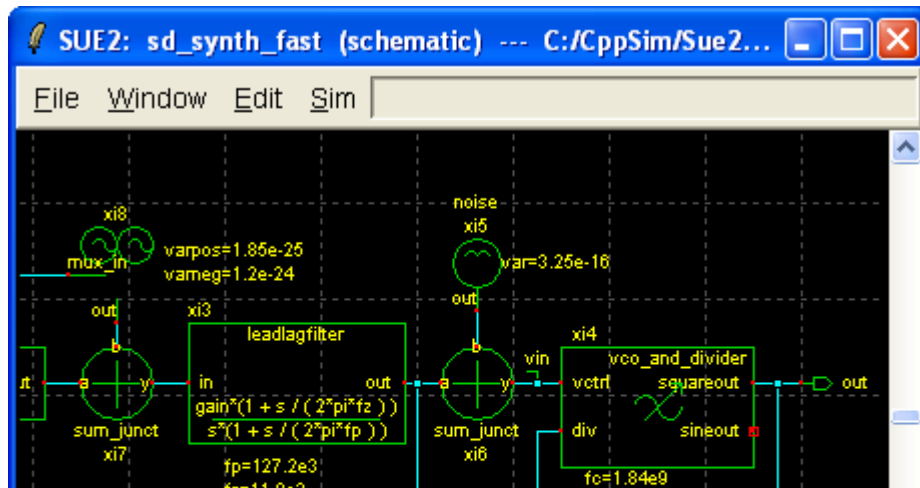 SUE2: sd_synth_fast (schematic) --- C:/CppSim/Sue2...
File Window Edit Sim
noise
xi8
xi5
mux_in
varpos=1.85e-25
varneg=1.2e-24
var=3.25e-16
out
out
xi3
xi4
leadlagfilter
vin
vco_and_divider
b
b
a
y
in
out
a
y
vctrl
squareout
out
gain*(1 + s / ( 2*pi*fz ))
s*(1 + s / ( 2*pi*fp ))
div
sineout
sum_junct
xi7
sum_junct
xi6
fp=127.2e3
fc=1.84e9